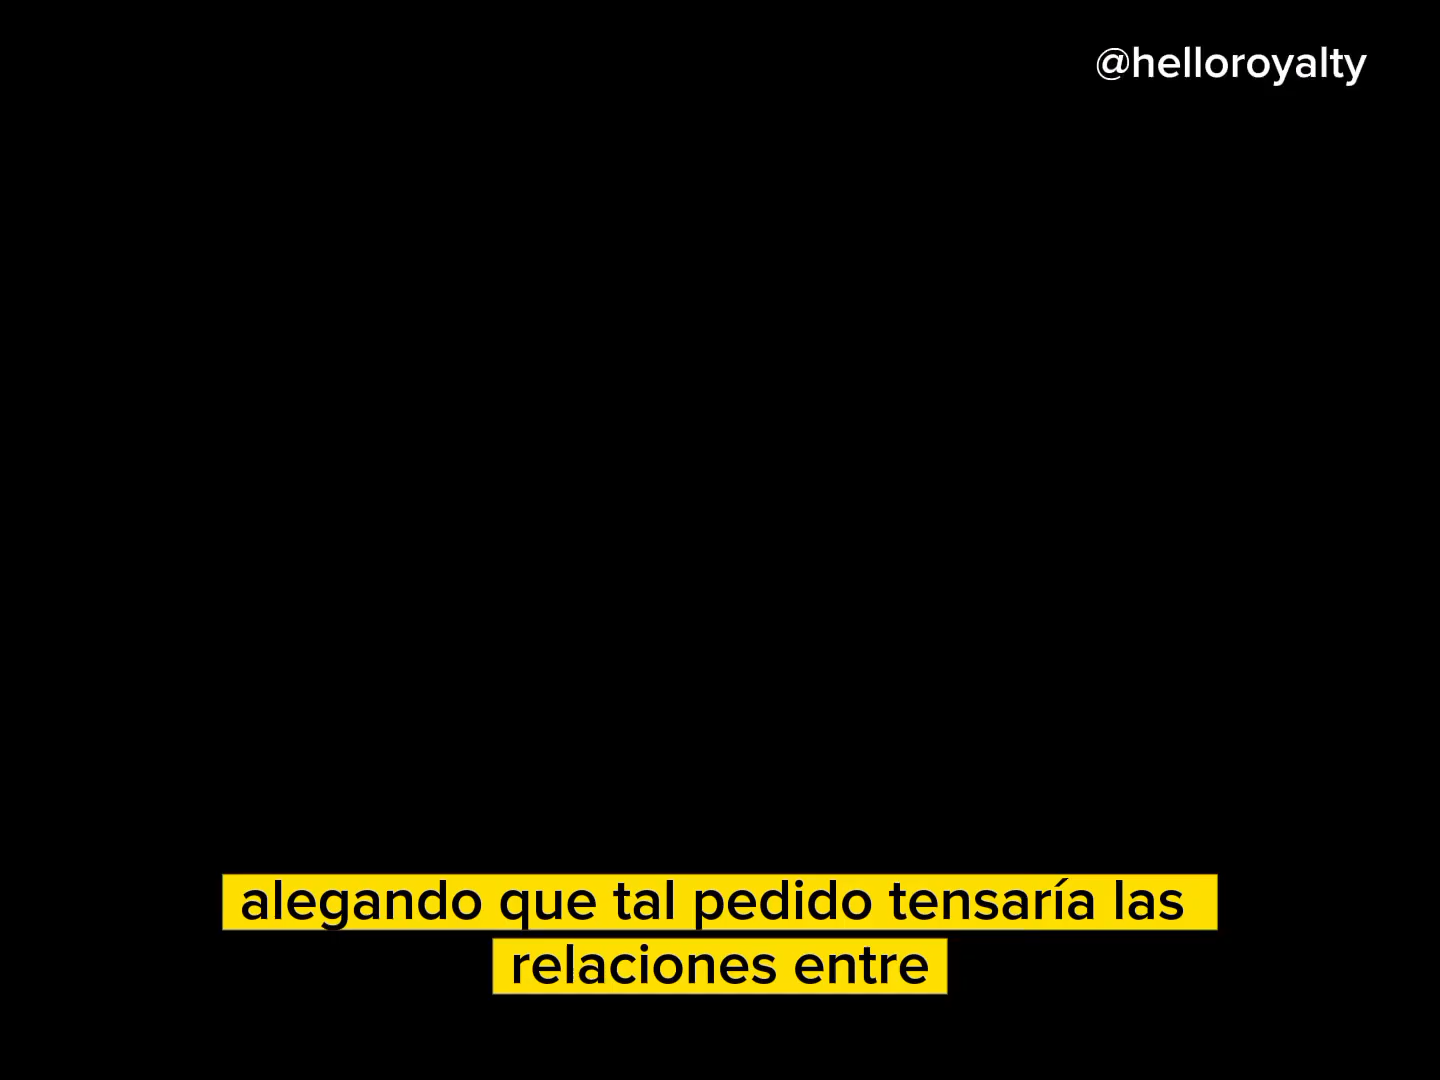 @helloroyalty
alegando que tal pedido tensaría las
relaciones entre